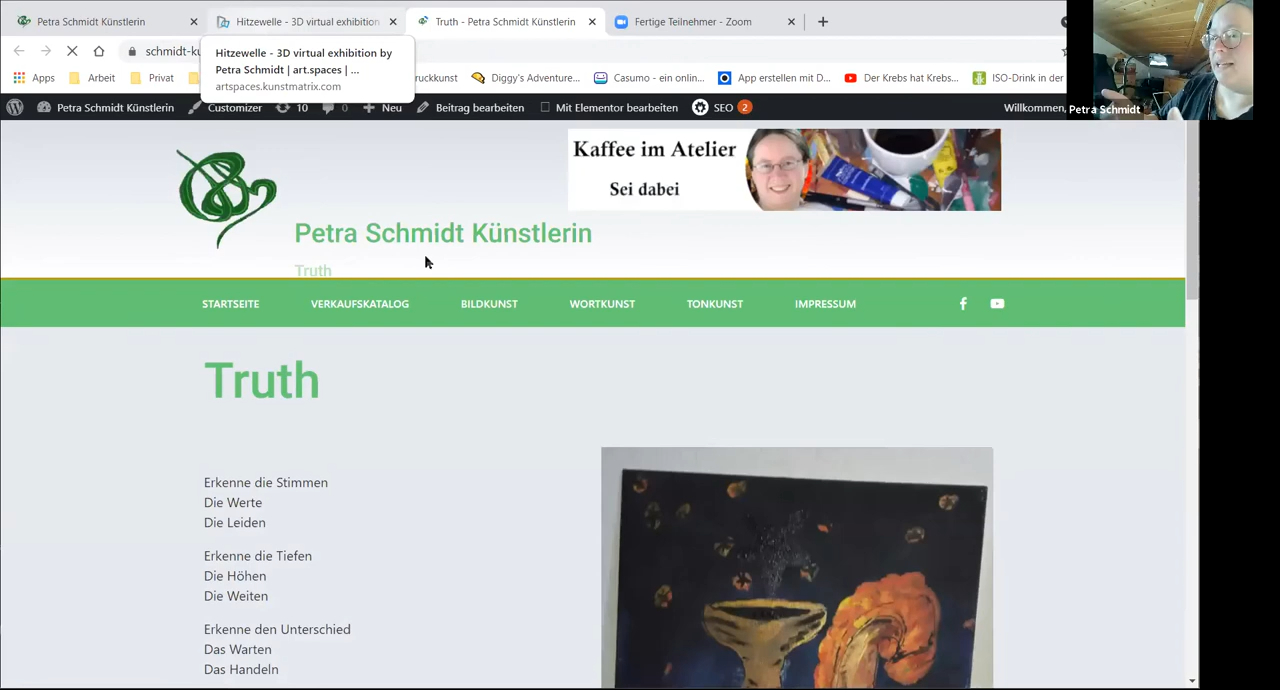 Petra Schmidt Künstlerin
Hitzewelle - 3D virtual exhibition
Truth - Petra Schmidt Künstlerin
Fertige Teilnehmer - Zoom
schmidt-ku
Hitzewelle - 3D virtual exhibition by
Petra Schmidt | art.spaces | ...
artspaces.kunstmatrix.com
Apps
Arbeit
Privat
ruckkunst
Diggy's Adventure...
Casumo - ein onlin...
App erstellen mit D...
Der Krebs hat Krebs...
ISO-Drink in der
Petra Schmidt Künstlerin
Customizer
10
0
Neu
Beitrag bearbeiten
Mit Elementor bearbeiten
SEO
2
Willkommen,
Petra Schmidt
Kaffee im Atelier
Sei dabei
Petra Schmidt Künstlerin
Truth
STARTSEITE
VERKAUFSKATALOG
BILDKUNST
WORTKUNST
TONKUNST
IMPRESSUM
Truth
Erkenne die Stimmen
Die Werte
Die Leiden
Erkenne die Tiefen
Die Höhen
Die Weiten
Erkenne den Unterschied
Das Warten
Das Handeln